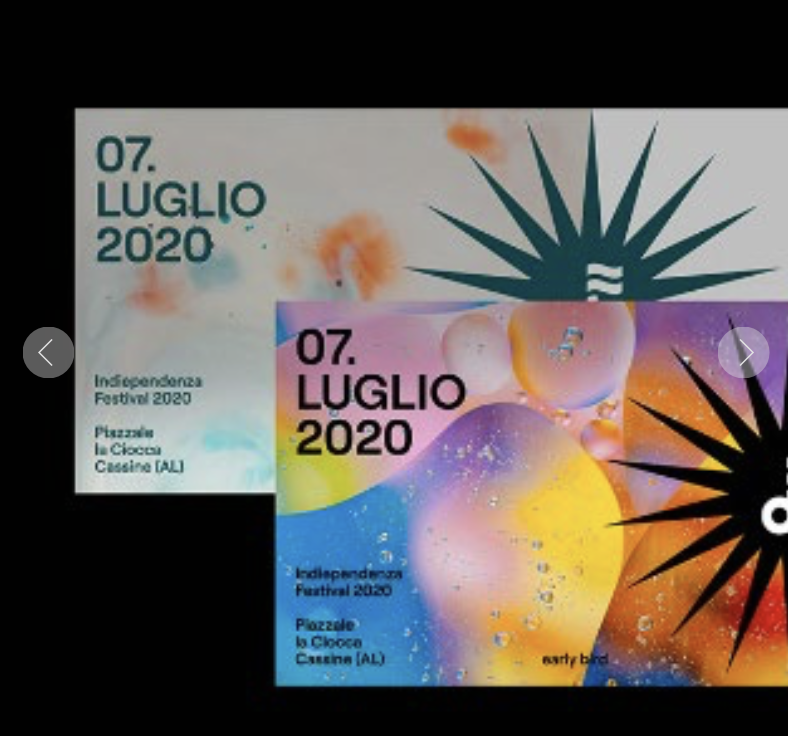 07.
LUGLIO
2020
Indiependenza
Festival 2020
Piazzale
la Ciocca
Cassine (AL)
07.
LUGLIO
2020
Indiependenza
Festival 2020
Piazzale
la Ciocca
Cassine (AL)
early bird